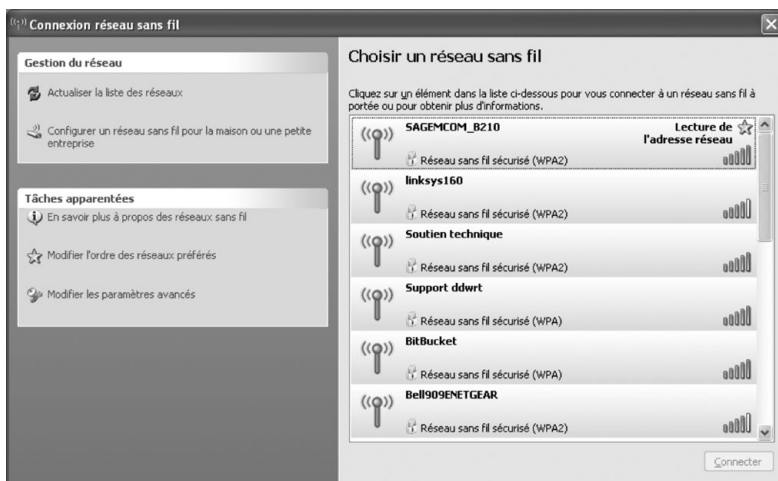 Connexion réseau sans fil
Gestion du réseau
Actualiser la liste des réseaux
Configurer un réseau sans fil pour la maison ou une petite
entreprise
Tâches apparentées
En savoir plus à propos des réseaux sans fil
Modifier l'ordre des réseaux préférés
Modifier les paramètres avancés
Choisir un réseau sans fil
Cliquez sur un élément dans la liste ci-dessous pour vous connecter à un réseau sans fil à
portée ou pour obtenir plus d'informations.
SAGEMCOM_B210
Lecture de
l'adresse réseau
Réseau sans fil sécurisé (WPA2)
linksys160
Réseau sans fil sécurisé (WPA2)
Soutien technique
Réseau sans fil sécurisé (WPA2)
Support ddwrt
Réseau sans fil sécurisé (WPA)
BitBucket
Réseau sans fil sécurisé (WPA)
Bell909ENETGEAR
Réseau sans fil sécurisé (WPA2)
Connecter